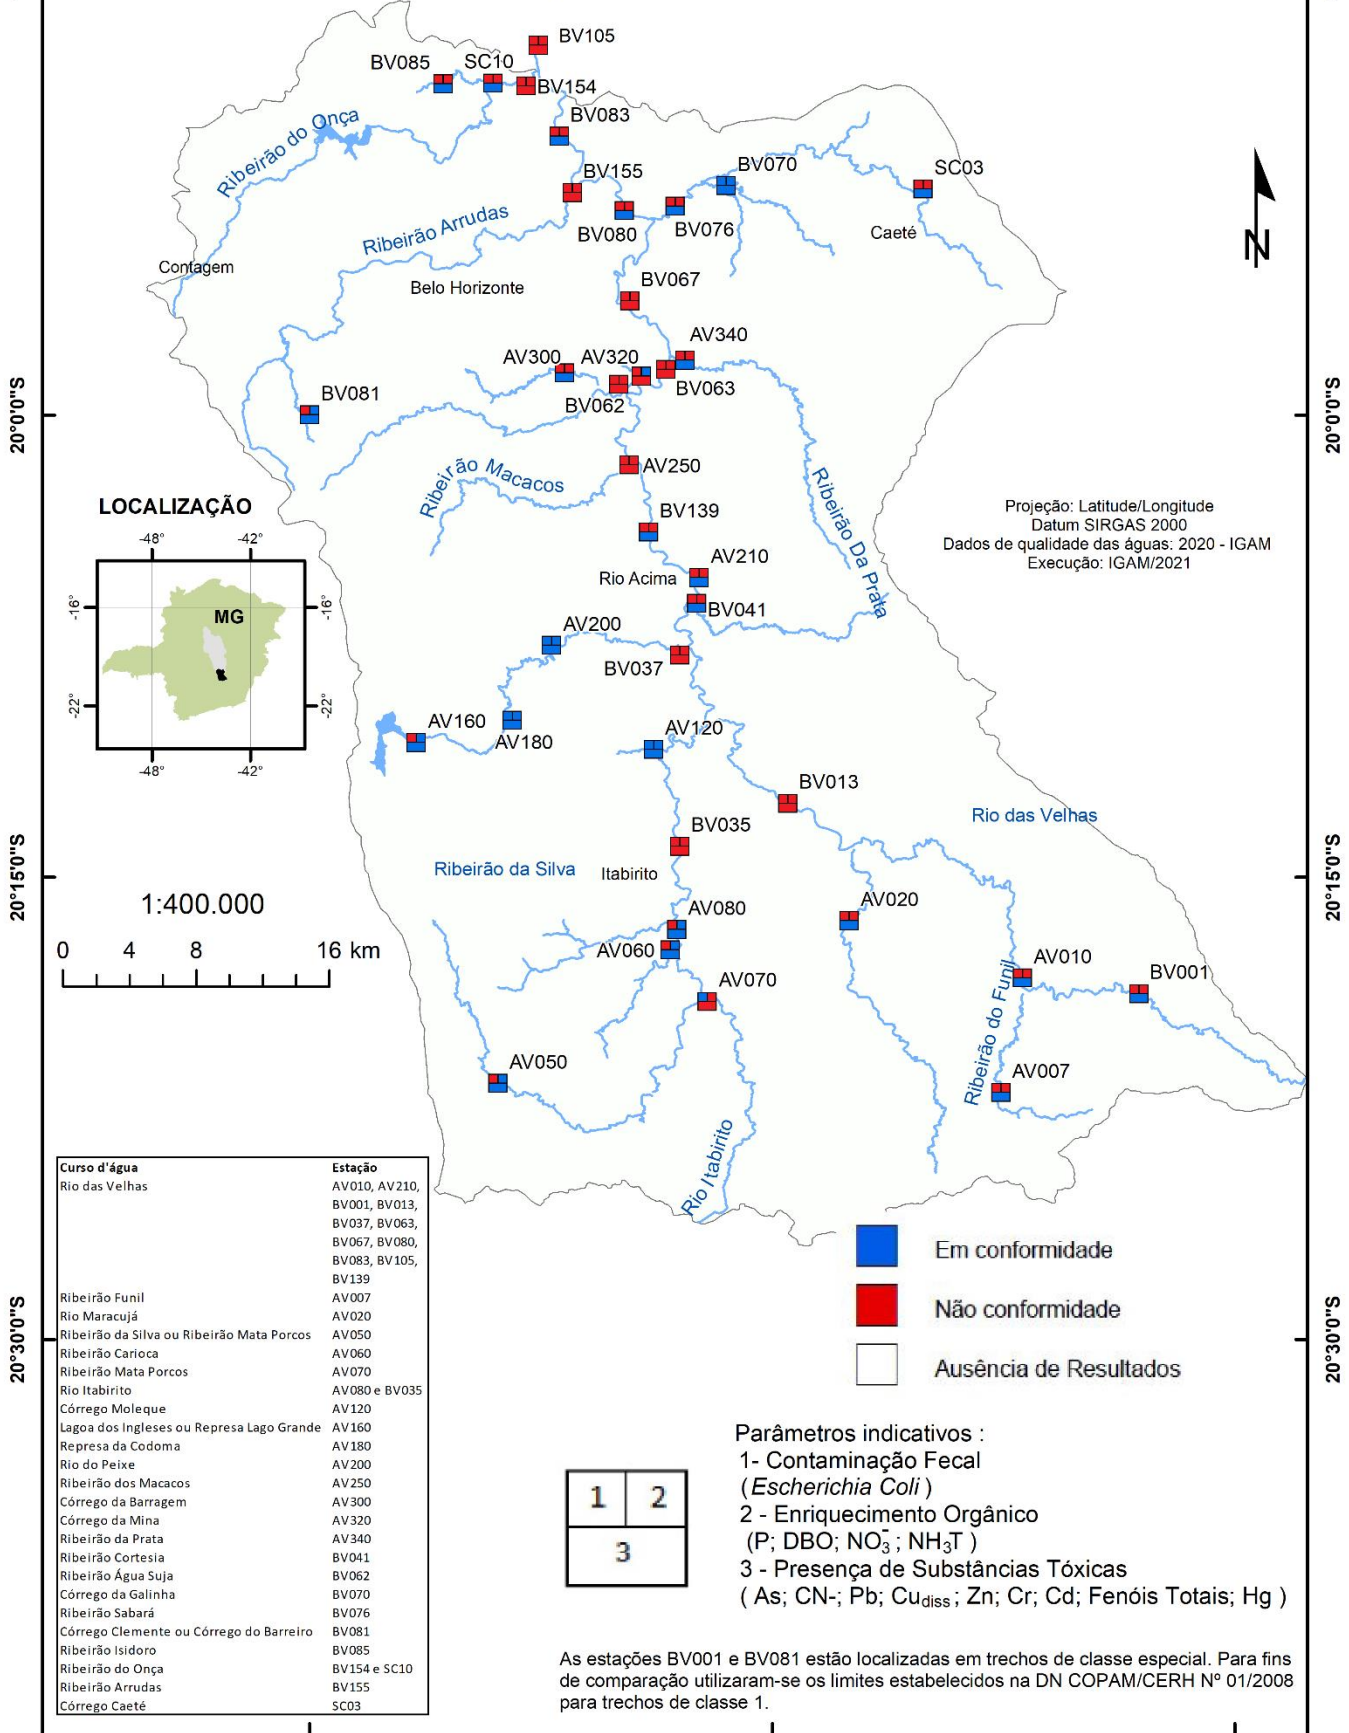 BV105
BV085
SC10
BV154
BV083
Ribeirão do Onça
BV155
BV070
SC03
Ribeirão Arrudas
BV080
BV076
Caeté
N
Contagem
Belo Horizonte
BV067
AV340
AV300
AV320
BV063
BV081
BV062
20°0'0"S
20°0'0"S
AV250
Ribeirão Macacos
Ribeirão Da Prata
LOCALIZAÇÃO
-48°
-42°
-16°
-16°
MG
-22°
-22°
-48°
-42°
BV139
Projeção: Latitude/Longitude
Datum SIRGAS 2000
Dados de qualidade das águas: 2020 - IGAM
Execução: IGAM/2021
AV210
Rio Acima
BV041
AV200
BV037
AV160
AV180
AV120
BV013
Rio das Velhas
BV035
Ribeirão da Silva
Itabirito
20°15'0"S
20°15'0"S
1:400.000
0 4 8 16 km
AV080
AV020
AV060
AV010
BV001
AV070
Ribeirão do Funil
AV050
AV007
Rio Itabirito
Curso d'água Estação
Rio das Velhas AV010, AV210,
BV001, BV013,
BV037, BV063,
BV067, BV080,
BV083, BV105,
BV139
Ribeirão Funil AV007
Rio Maracujá AV020
Ribeirão da Silva ou Ribeirão Mata Porcos AV050
Ribeirão Carioca AV060
Ribeirão Mata Porcos AV070
Rio Itabirito AV080 e BV035
Córrego Moleque AV120
Lagoa dos Ingleses ou Represa Lago Grande AV160
Represa da Codoma AV180
Rio do Peixe AV200
Ribeirão dos Macacos AV250
Córrego da Barragem AV300
Córrego da Mina AV320
Ribeirão da Prata AV340
Ribeirão Cortesia BV041
Ribeirão Água Suja BV062
Córrego da Galinha BV070
Ribeirão Sabará BV076
Córrego Clemente ou Córrego do Barreiro BV081
Ribeirão Isidoro BV085
Ribeirão do Onça BV154 e SC10
Ribeirão Arrudas BV155
Córrego Caeté SC03
Em conformidade
Não conformidade
Ausência de Resultados
20°30'0"S
20°30'0"S
1 2
3
Parâmetros indicativos :
1- Contaminação Fecal
(Escherichia Coli )
2 - Enriquecimento Orgânico
(P; DBO; NO₃⁻ ; NH₃T )
3 - Presença de Substâncias Tóxicas
( As; CN-; Pb; Cudiss ; Zn; Cr; Cd; Fenóis Totais; Hg )
As estações BV001 e BV081 estão localizadas em trechos de classe especial. Para fins
de comparação utilizaram-se os limites estabelecidos na DN COPAM/CERH Nº 01/2008
para trechos de classe 1.